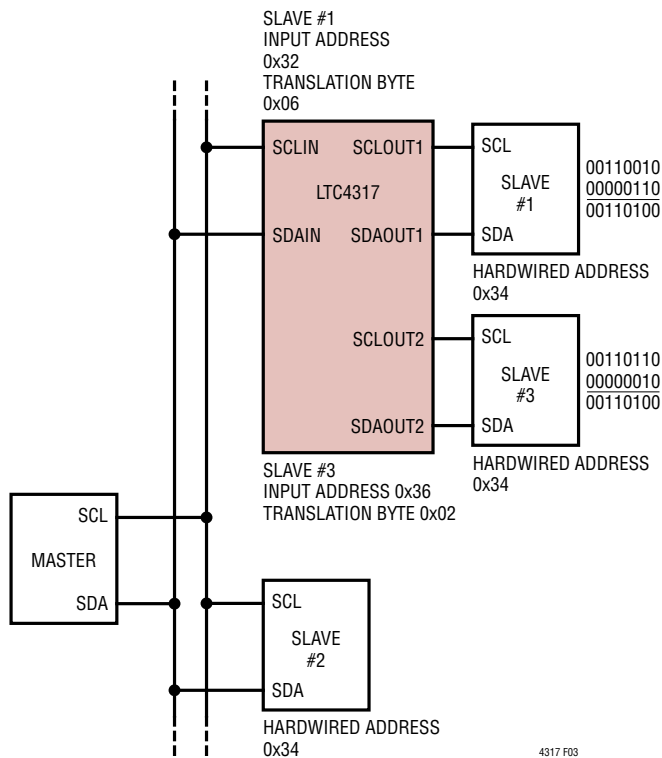 SLAVE #1
INPUT ADDRESS
0x32
TRANSLATION BYTE
0x06
SCLIN
SCLOUT1
LTC4317
SDAIN
SDAOUT1
SCLOUT2
SDAOUT2
SCL
SLAVE
#1
SDA
00110010
00000110
00110100
HARDWIRED ADDRESS
0x34
SCL
SLAVE
#3
SDA
00110110
00000010
00110100
HARDWIRED ADDRESS
0x34
SLAVE #3
INPUT ADDRESS 0x36
TRANSLATION BYTE 0x02
SCL
MASTER
SDA
SCL
SLAVE
#2
SDA
HARDWIRED ADDRESS
0x34
4317 F03